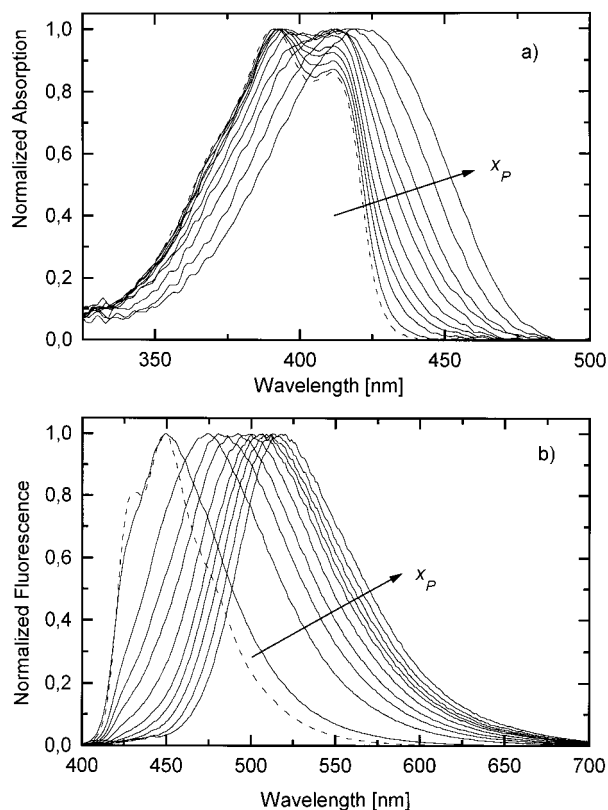 1,0
0,8
0,6
0,4
0,2
0,0
Normalized Absorption
a)
x_P
350 400 450 500
Wavelength [nm]
1,0
0,8
0,6
0,4
0,2
0,0
Normalized Fluorescence
b)
x_P
400 450 500 550 600 650 700
Wavelength [nm]